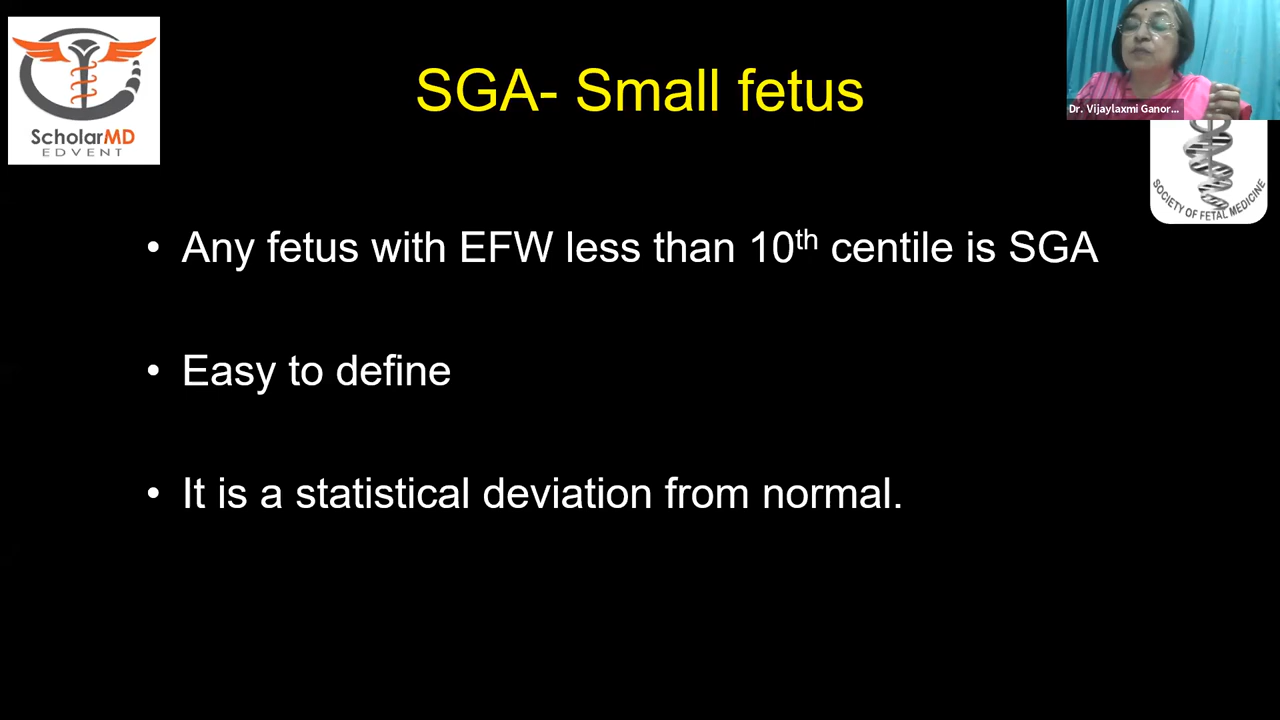 ScholarMD
EDVENT
SGA- Small fetus
Dr. Vijaylaxmi Ganor...
SOCIETY OF FETAL MEDICINE
• Any fetus with EFW less than 10th centile is SGA
• Easy to define
• It is a statistical deviation from normal.